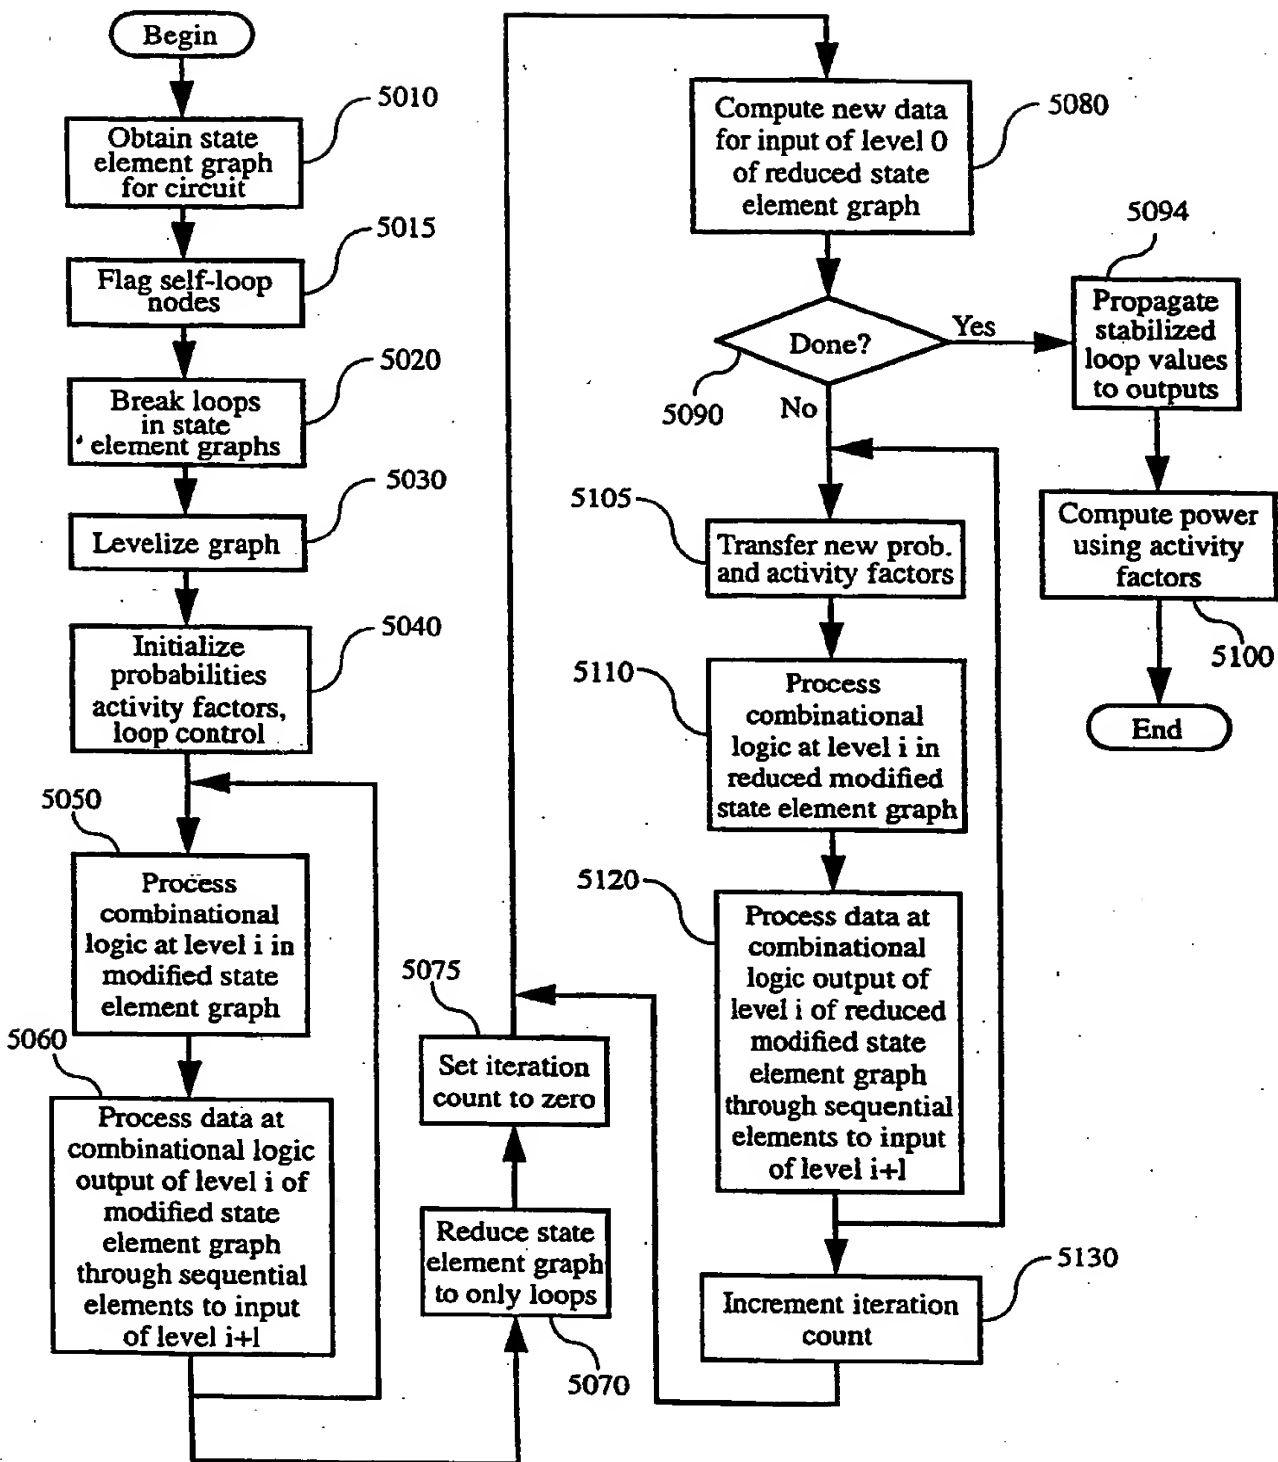 Begin
5010
Obtain state
element graph
for circuit
5015
Flag self-loop
nodes
5020
Break loops
in state
element graphs
5030
Levelize graph
5040
Initialize
probabilities
activity factors,
loop control
5050
Process
combinational
logic at level i in
modified state
element graph
5060
Process data at
combinational logic
output of level i of
modified state
element graph
through sequential
elements to input
of level i+l
5070
Reduce state
element graph
to only loops
5075
Set iteration
count to zero
5080
Compute new data
for input of level 0
of reduced state
element graph
5090
Done?
Yes
No
5094
Propagate
stabilized
loop values
to outputs
5100
Compute power
using activity
factors
End
5105
Transfer new prob.
and activity factors
5110
Process
combinational
logic at level i in
reduced modified
state element graph
5120
Process data at
combinational
logic output of
level i of reduced
modified state
element graph
through sequential
elements to input
of level i+l
5130
Increment iteration
count